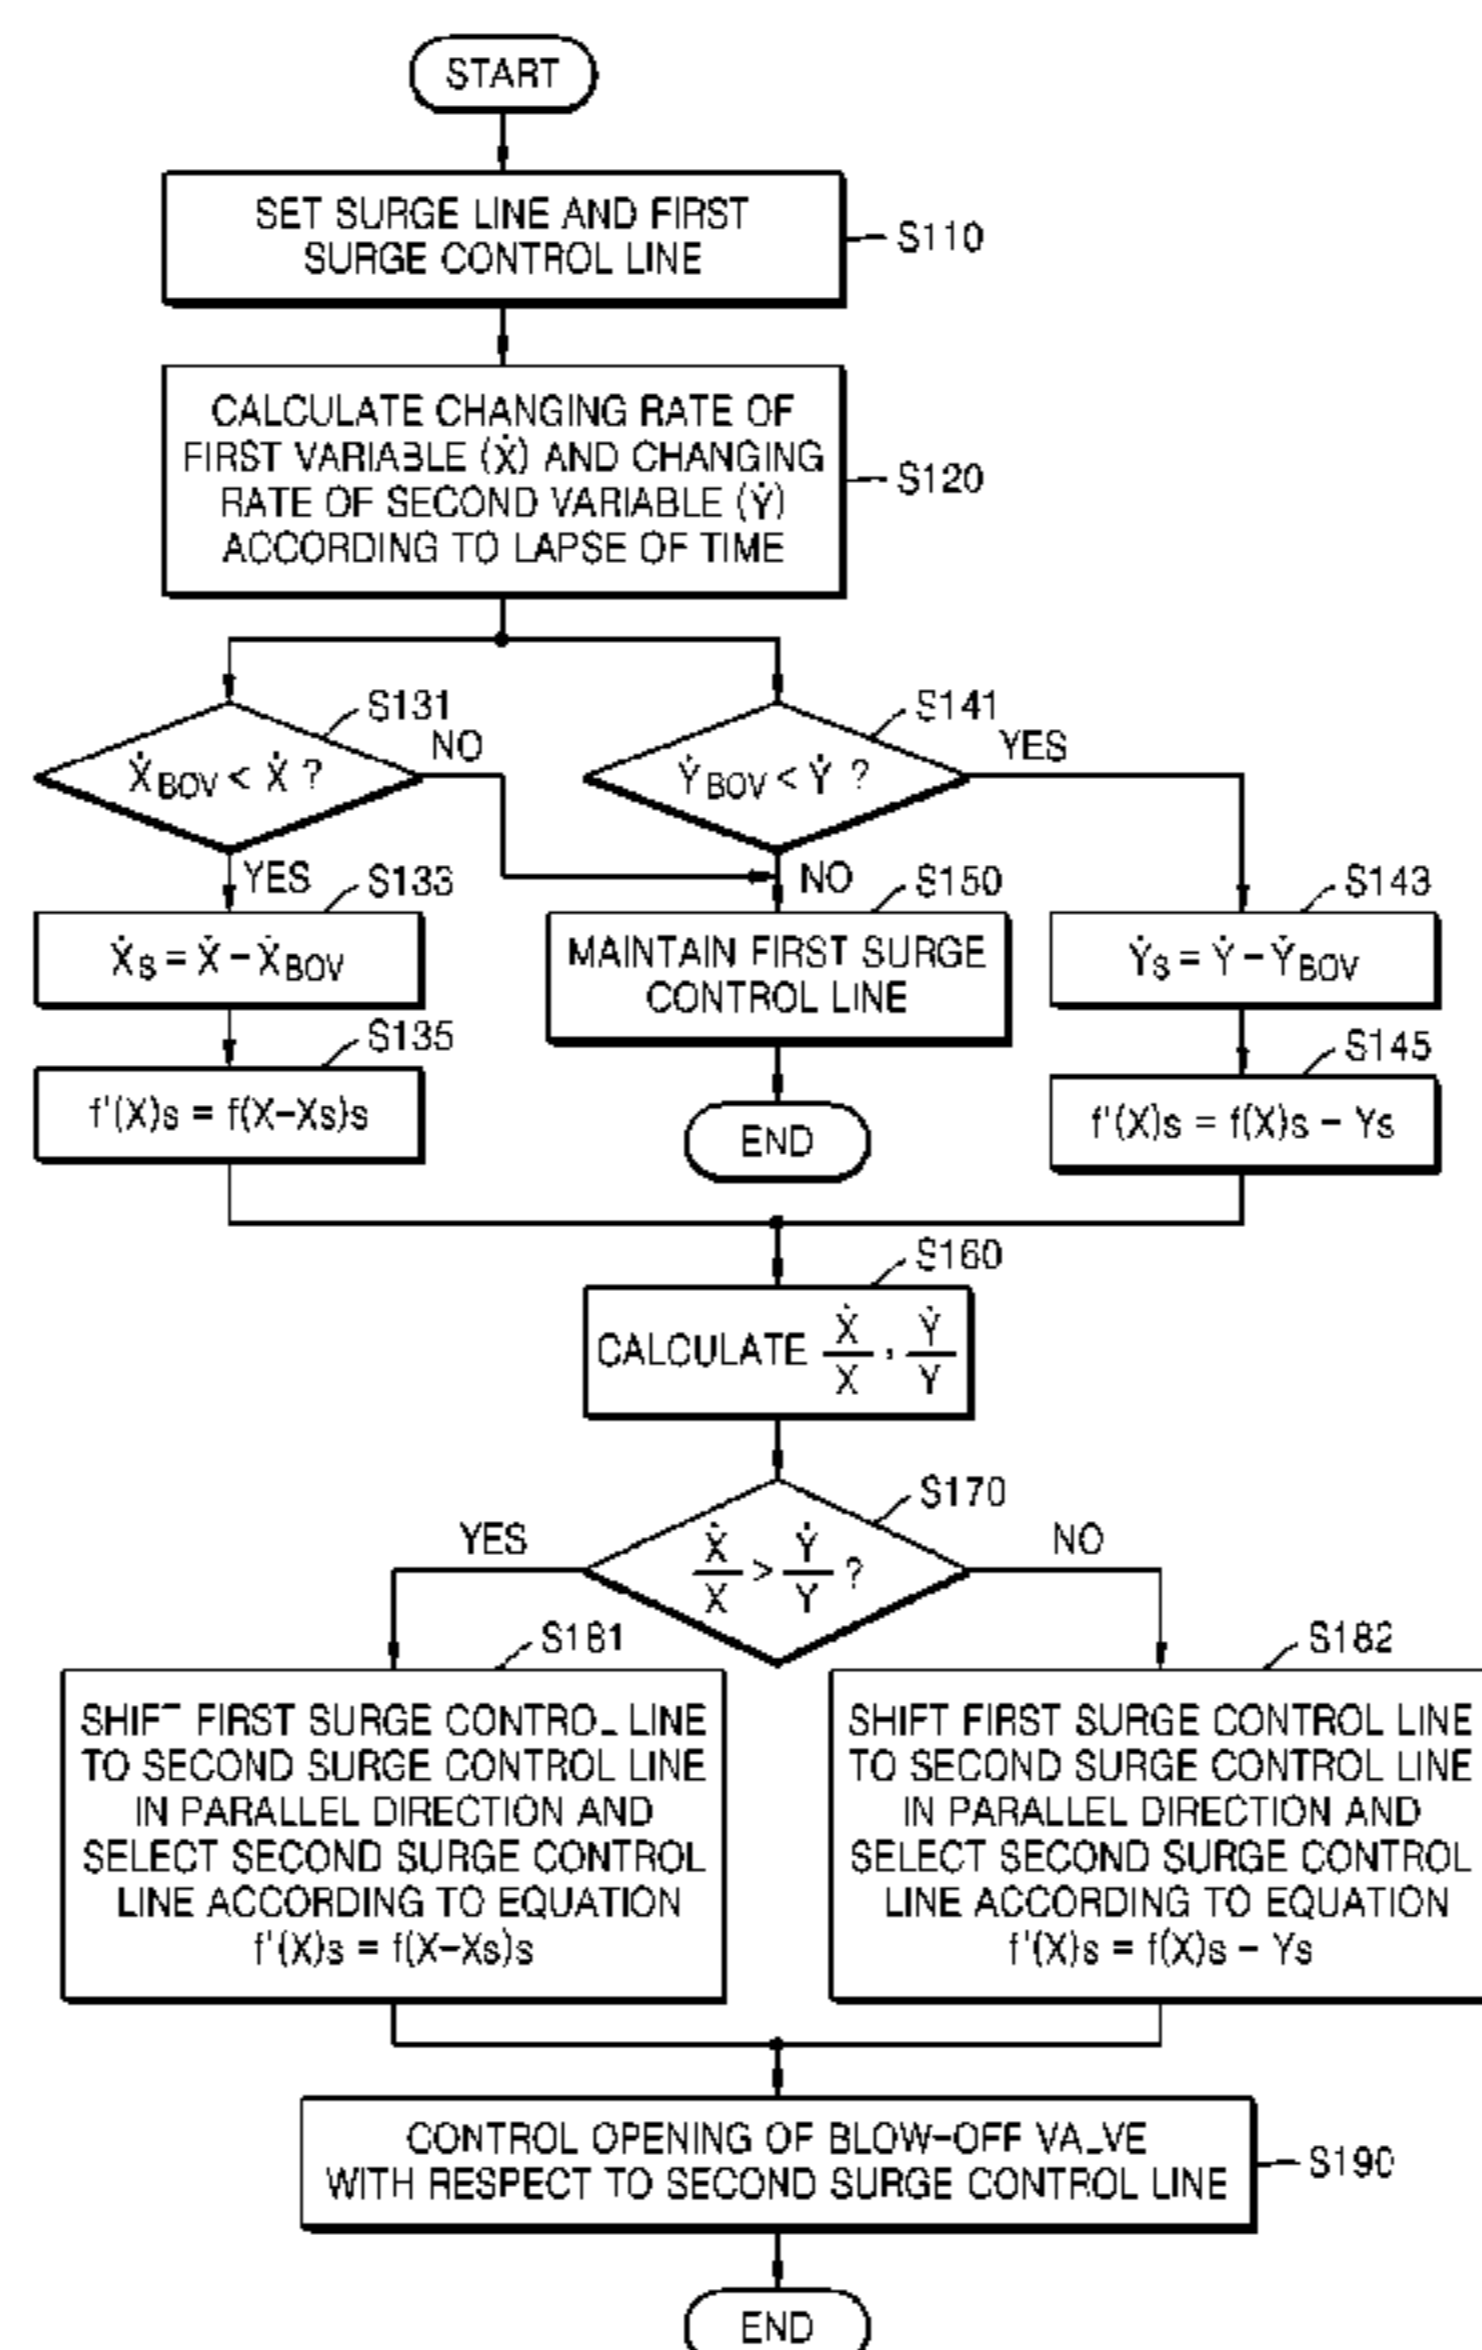 START
SET SURGE LINE AND FIRST
SURGE CONTROL LINE
S110
CALCULATE CHANGING RATE OF
FIRST VARIABLE (Ẋ) AND CHANGING
RATE OF SECOND VARIABLE (Ẏ)
ACCORDING TO LAPSE OF TIME
S120
S131
ẊBOV < Ẋ ?
NO
YES
S141
ẎBOV < Ẏ ?
YES
NO
S133
Ẋs = Ẋ – ẊBOV
S135
f'(X)s = f(X–Xs)s
S150
MAINTAIN FIRST SURGE
CONTROL LINE
END
S143
Ẏs = Ẏ – ẎBOV
S145
f'(X)s = f(X)s – Ys
S160
CALCULATE Ẋ/X , Ẏ/Y
S170
Ẋ/X > Ẏ/Y ?
YES
NO
S181
SHIFT FIRST SURGE CONTROL LINE
TO SECOND SURGE CONTROL LINE
IN PARALLEL DIRECTION AND
SELECT SECOND SURGE CONTROL
LINE ACCORDING TO EQUATION
f'(X)s = f(X–Xs)s
S182
SHIFT FIRST SURGE CONTROL LINE
TO SECOND SURGE CONTROL LINE
IN PARALLEL DIRECTION AND
SELECT SECOND SURGE CONTROL
LINE ACCORDING TO EQUATION
f'(X)s = f(X)s – Ys
CONTROL OPENING OF BLOW–OFF VALVE
WITH RESPECT TO SECOND SURGE CONTROL LINE
S190
END